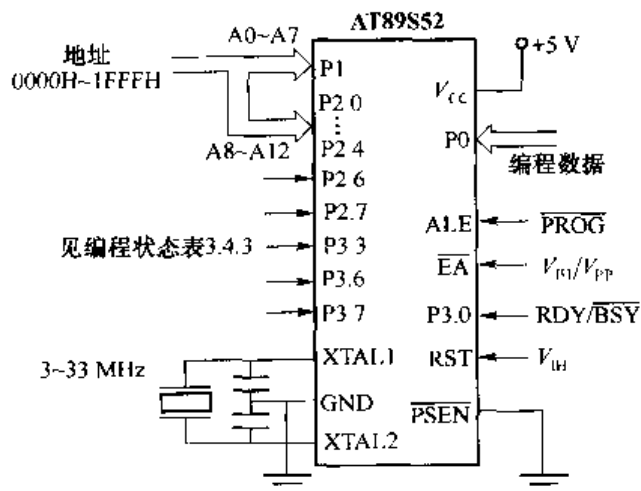 AT89S52
地址
0000H~1FFFH
A0~A7
A8~A12
P1
P2 0
P2 4
P2 6
P2.7
见编程状态表3.4.3
P3 3
P3.6
P3 7
3~33 MHz
XTAL1
GND
XTAL2
+5 V
VCC
P0
编程数据
ALE
PROG
EA
VIH/VPP
P3.0
RDY/BSY
RST
VIH
PSEN